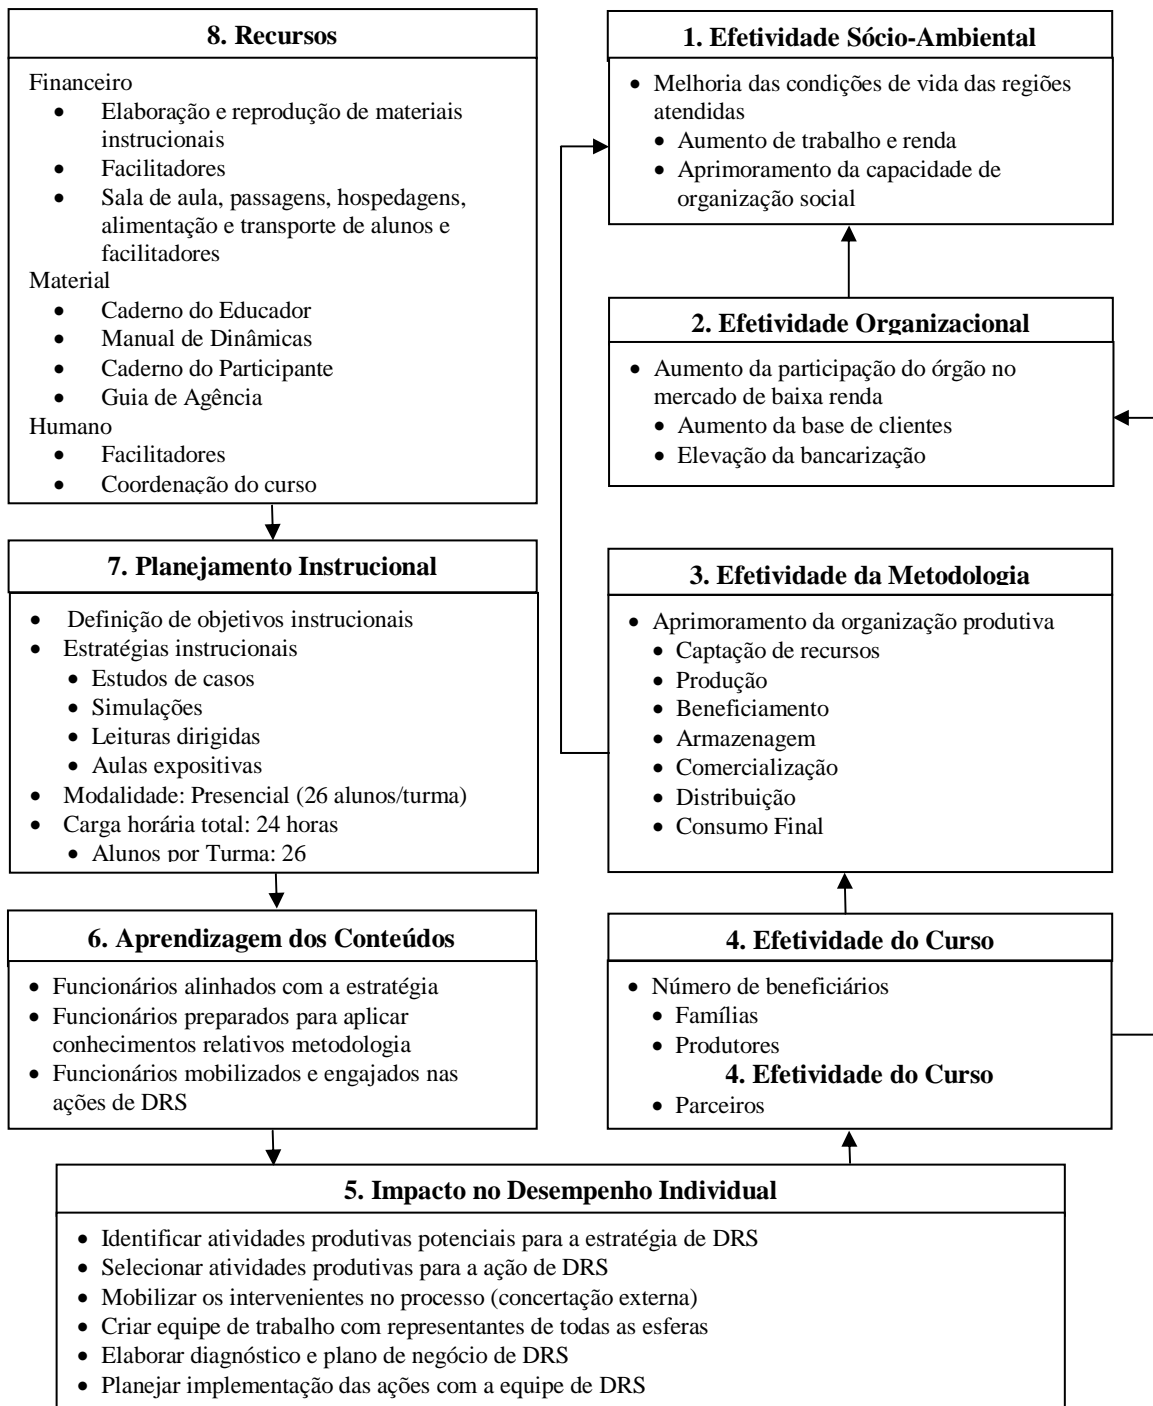 8. Recursos
Financeiro
• Elaboração e reprodução de materiais
instrucionais
• Facilitadores
• Sala de aula, passagens, hospedagens,
alimentação e transporte de alunos e
facilitadores
Material
• Caderno do Educador
• Manual de Dinâmicas
• Caderno do Participante
• Guia de Agência
Humano
• Facilitadores
• Coordenação do curso
7. Planejamento Instrucional
• Definição de objetivos instrucionais
• Estratégias instrucionais
• Estudos de casos
• Simulações
• Leituras dirigidas
• Aulas expositivas
• Modalidade: Presencial (26 alunos/turma)
• Carga horária total: 24 horas
• Alunos por Turma: 26
6. Aprendizagem dos Conteúdos
• Funcionários alinhados com a estratégia
• Funcionários preparados para aplicar
conhecimentos relativos metodologia
• Funcionários mobilizados e engajados nas
ações de DRS
1. Efetividade Sócio-Ambiental
• Melhoria das condições de vida das regiões
atendidas
• Aumento de trabalho e renda
• Aprimoramento da capacidade de
organização social
2. Efetividade Organizacional
• Aumento da participação do órgão no
mercado de baixa renda
• Aumento da base de clientes
• Elevação da bancarização
3. Efetividade da Metodologia
• Aprimoramento da organização produtiva
• Captação de recursos
• Produção
• Beneficiamento
• Armazenagem
• Comercialização
• Distribuição
• Consumo Final
4. Efetividade do Curso
• Número de beneficiários
• Famílias
• Produtores
4. Efetividade do Curso
• Parceiros
5. Impacto no Desempenho Individual
• Identificar atividades produtivas potenciais para a estratégia de DRS
• Selecionar atividades produtivas para a ação de DRS
• Mobilizar os intervenientes no processo (concertação externa)
• Criar equipe de trabalho com representantes de todas as esferas
• Elaborar diagnóstico e plano de negócio de DRS
• Planejar implementação das ações com a equipe de DRS